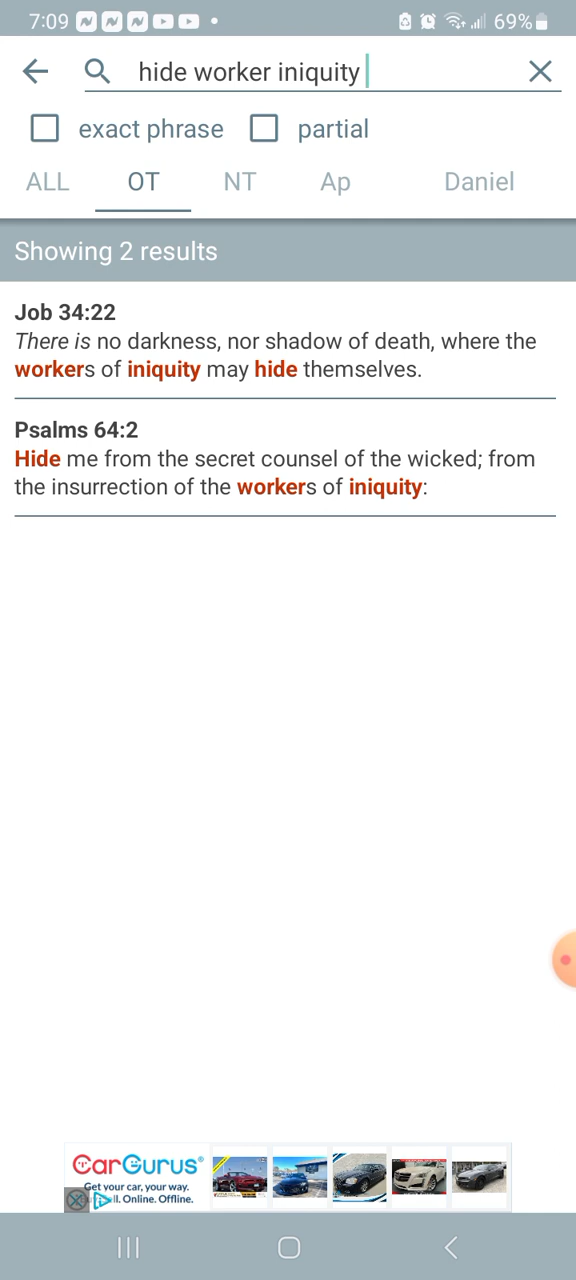 7:09 69%
hide worker iniquity
exact phrase partial
ALL OT NT Ap Daniel
Showing 2 results
Job 34:22
There is no darkness, nor shadow of death, where the
workers of iniquity may hide themselves.
Psalms 64:2
Hide me from the secret counsel of the wicked; from
the insurrection of the workers of iniquity:
CarGurus®
Get your car, your way.
ll. Online. Offline.